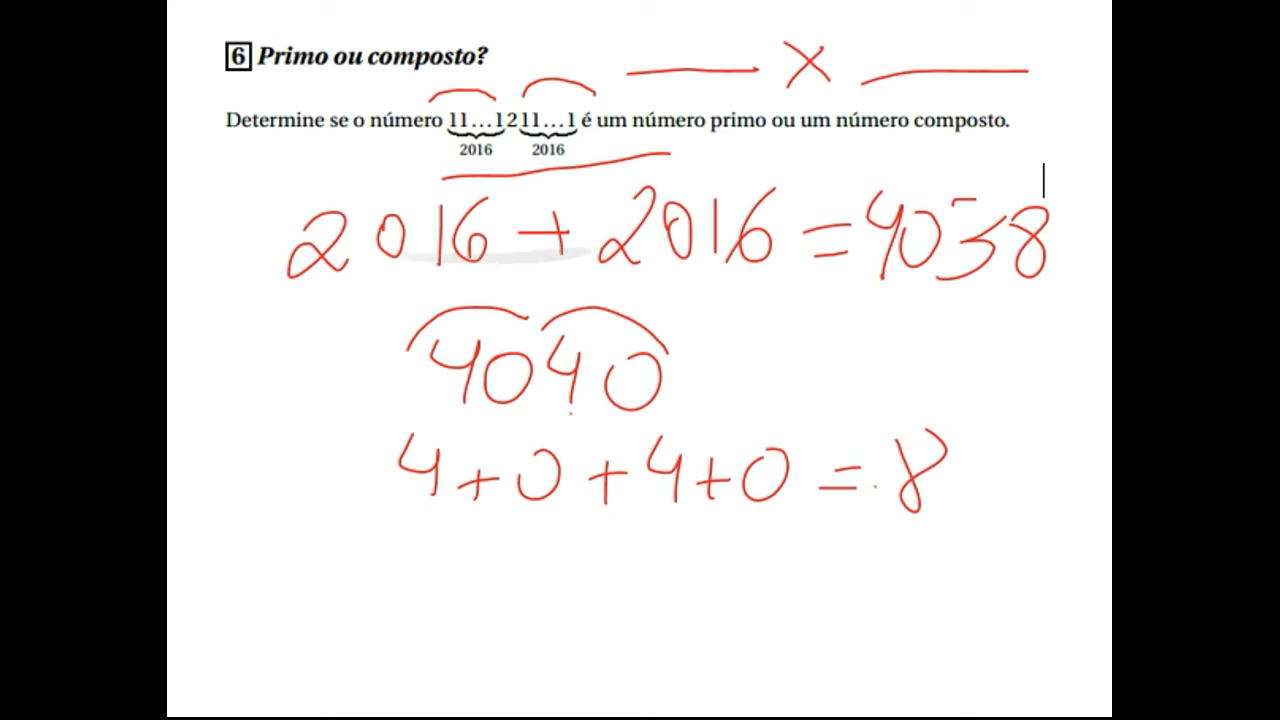 6 Primo ou composto?
Determine se o número 11...1211...1 é um número primo ou um número composto.
2016 2016
2016 + 2016 = 4038
4040
4+0+4+0 = 8